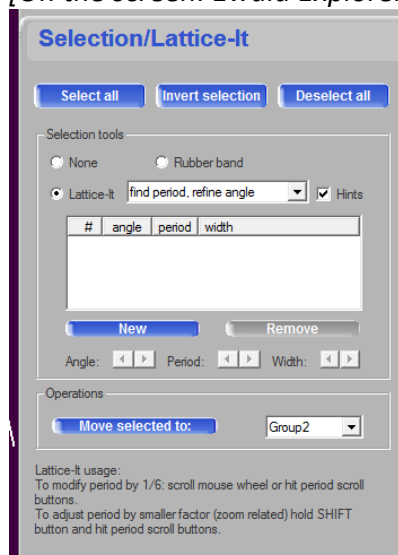 Selection/Lattice-It
Select all Invert selection Deselect all
Selection tools
None Rubber band
Lattice-It find period, refine angle Hints
# angle period width
New Remove
Angle: Period: Width:
Operations
Move selected to: Group2
Lattice-It usage:
To modify period by 1/6: scroll mouse wheel or hit period scroll
buttons.
To adjust period by smaller factor (zoom related) hold SHIFT
button and hit period scroll buttons.